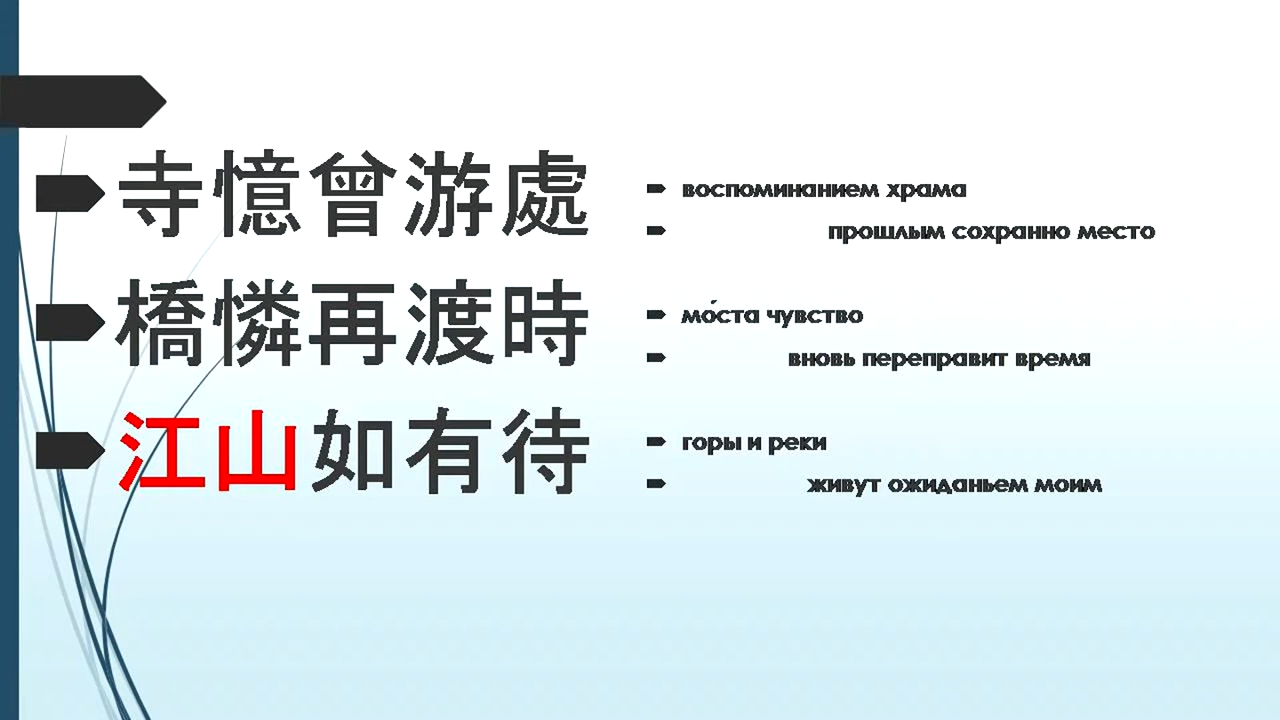 寺憶曾游處
橋憐再渡時
江山如有待
воспоминанием храма
прошлым сохранно место
мо́ста чувство
вновь переправит время
горы и реки
живут ожиданьем моим